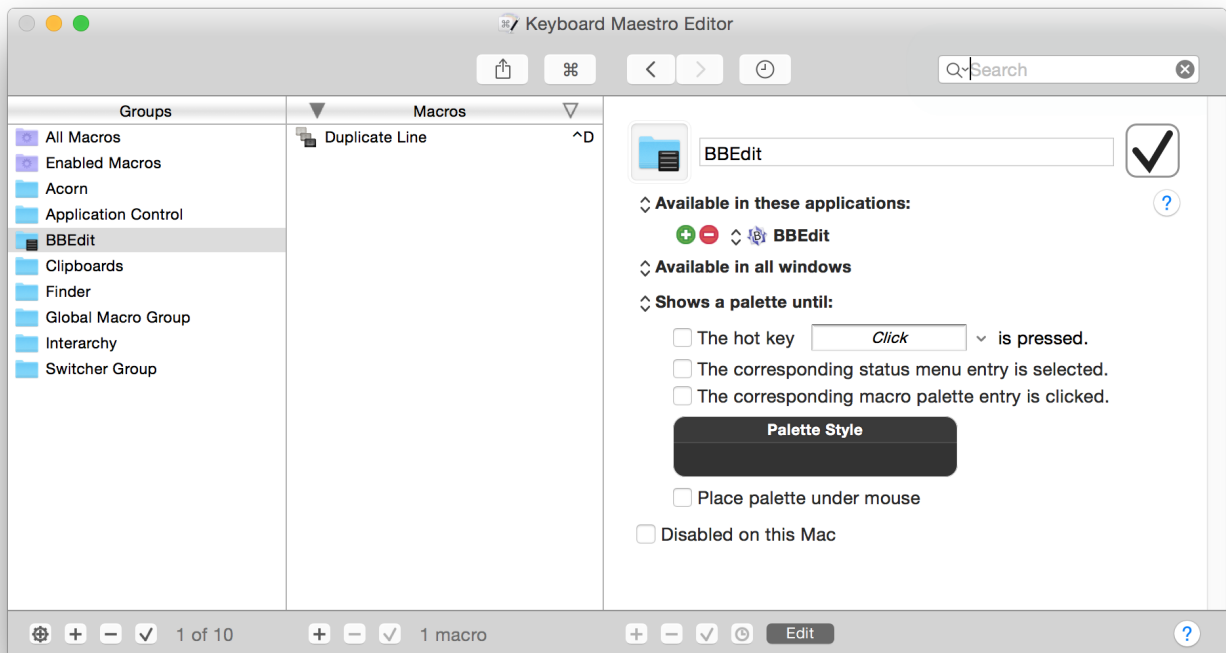 Keyboard Maestro Editor
Search
Groups
Macros
All Macros
Enabled Macros
Acorn
Application Control
BBEdit
Clipboards
Finder
Global Macro Group
Interarchy
Switcher Group
Duplicate Line ^D
BBEdit
Available in these applications:
?
BBEdit
Available in all windows
Shows a palette until:
The hot key Click is pressed.
The corresponding status menu entry is selected.
The corresponding macro palette entry is clicked.
Palette Style
Place palette under mouse
Disabled on this Mac
1 of 10
1 macro
Edit
?